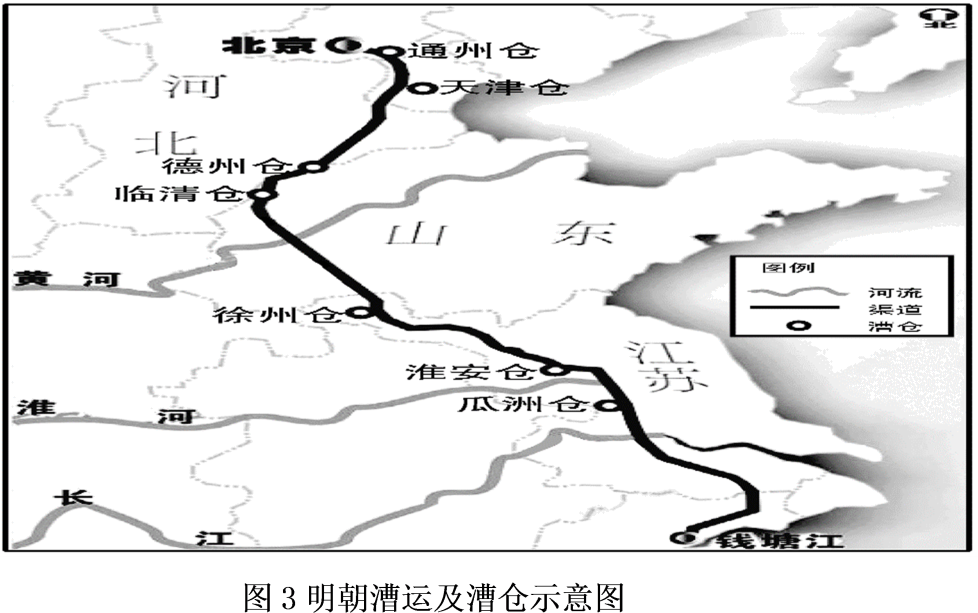 北
北京
通州仓
天津仓
河北
德州仓
临清仓
山东
黄河
图例
河流
渠道
漕仓
徐州仓
江苏
淮安仓
瓜洲仓
淮河
长江
钱塘江
图3明朝漕运及漕仓示意图